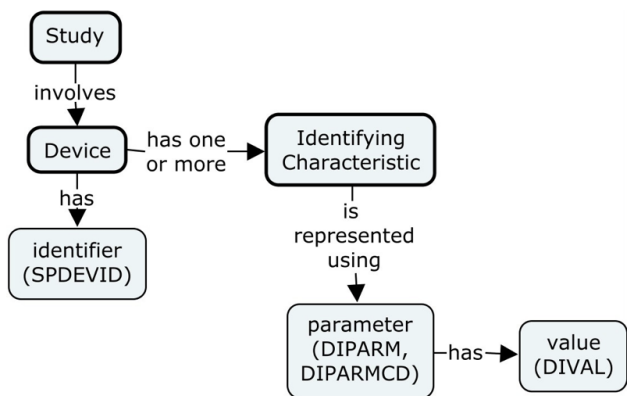 Study
involves
Device
has one
or more
Identifying
Characteristic
has
identifier
(SPDEVID)
is
represented
using
parameter
(DIPARM,
DIPARMCD)
has
value
(DIVAL)